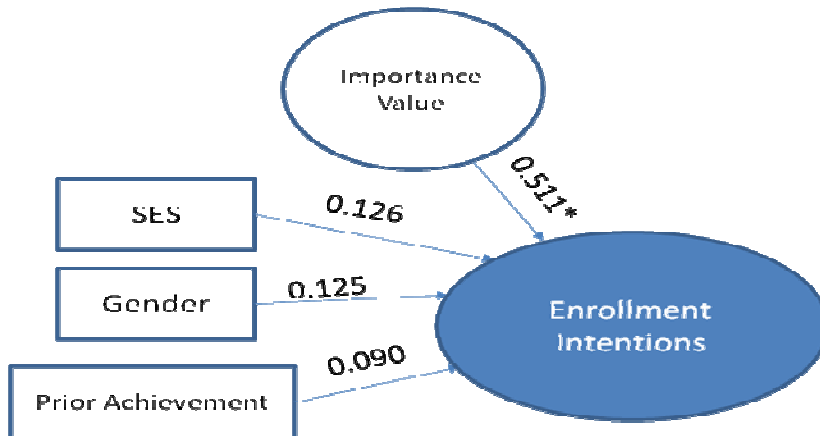 Importance
Value
0.511*
SES
0.126
Gender
0.125
Enrollment
Intentions
0.090
Prior Achievement